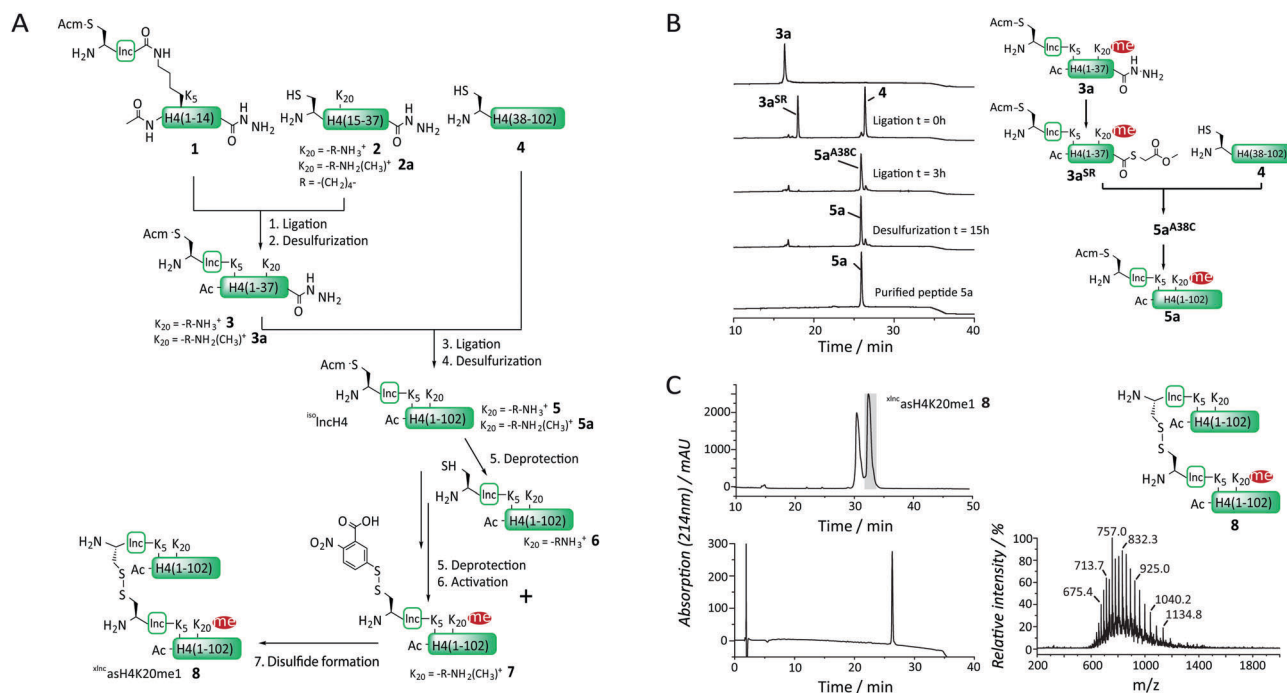 A
Acm-S
H₂N
Inc
O
NH
K₅
H4(1-14)
O
N
H
O
H
N
NH₂
1
HS
K₂₀
H₂N
H4(15-37)
O
H
N
NH₂
K₂₀ = -R-NH₃⁺ 2
K₂₀ = -R-NH₂(CH₃)⁺ 2a
R = -(CH₂)₄-
HS
H₂N
H4(38-102)
4
1. Ligation
2. Desulfurization
Acm-S
H₂N
Inc
K₅
K₂₀
Ac
H4(1-37)
O
H
N
NH₂
K₂₀ = -R-NH₃⁺ 3
K₂₀ = -R-NH₂(CH₃)⁺ 3a
3. Ligation
4. Desulfurization
Acm-S
H₂N
Inc
K₅ K₂₀
Ac
H4(1-102)
isoIncH4
K₂₀ = -R-NH₃⁺ 5
K₂₀ = -R-NH₂(CH₃)⁺ 5a
5. Deprotection
SH
H₂N
Inc
K₅ K₂₀
Ac
H4(1-102)
K₂₀ = -RNH₃⁺ 6
5. Deprotection
6. Activation
+
O
OH
O₂N
S
S
H₂N
Inc
K₅ K₂₀ me
Ac
H4(1-102)
K₂₀ = -R-NH₂(CH₃)⁺ 7
7. Disulfide formation
H₂N
Inc
K₅ K₂₀
Ac
H4(1-102)
S
S
H₂N
Inc
K₅ K₂₀ me
Ac
H4(1-102)
xIncasH4K20me1 8
B
3a
3aSR
4
Ligation t = 0h
5aA38C
Ligation t = 3h
5a
Desulfurization t = 15h
5a
Purified peptide 5a
10 20 30 40
Time / min
Acm-S
H₂N
Inc
K₅ K₂₀ me
Ac
H4(1-37)
O
H
N
NH₂
3a
Acm-S
H₂N
Inc
K₅ K₂₀ me
Ac
H4(1-37)
O
S
O
O
3aSR
HS
H₂N
H4(38-102)
4
5aA38C
Acm-S
H₂N
Inc
K₅ K₂₀ me
Ac
H4(1-102)
5a
C
Absorption (214nm) / mAU
2000
1000
0
xIncasH4K20me1 8
10 20 30 40 50
Time / min
300
200
100
0
0 10 20 30 40
Time / min
H₂N
Inc
K₅ K₂₀
Ac
H4(1-102)
S
S
H₂N
Inc
K₅ K₂₀ me
Ac
H4(1-102)
8
Relative intensity / %
100
80
60
40
20
0
757.0
832.3
713.7
925.0
675.4
1040.2
1134.8
200 600 1000 1400 1800
m/z